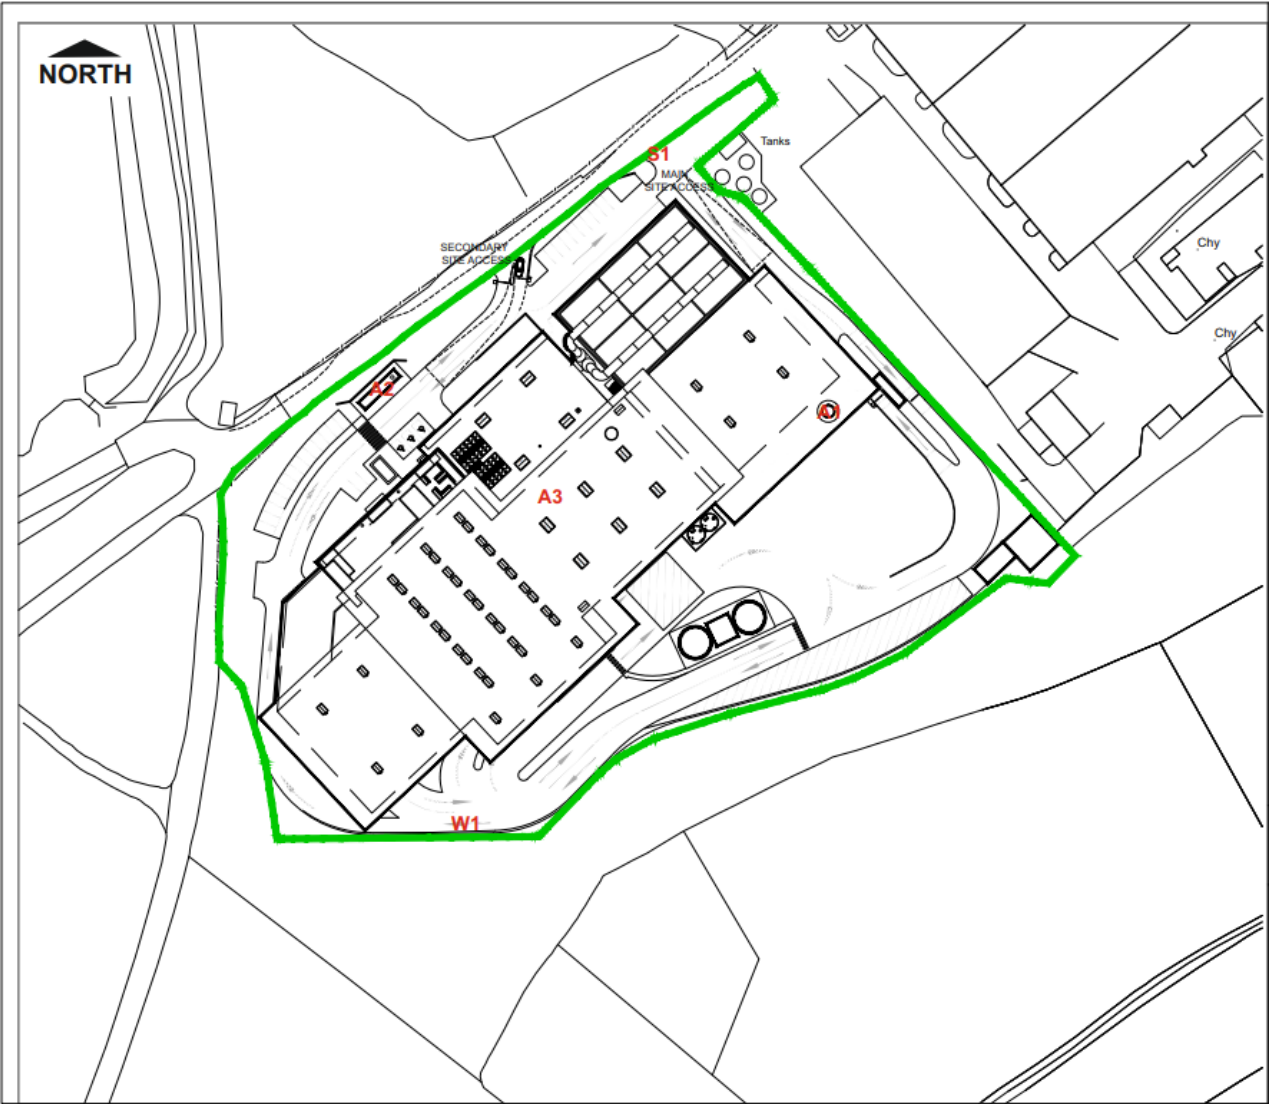 NORTH
Tanks
S1
MAIN
SITE ACCESS
SECONDARY
SITE ACCESS
Chy
Chy
A2
A1
A3
W1